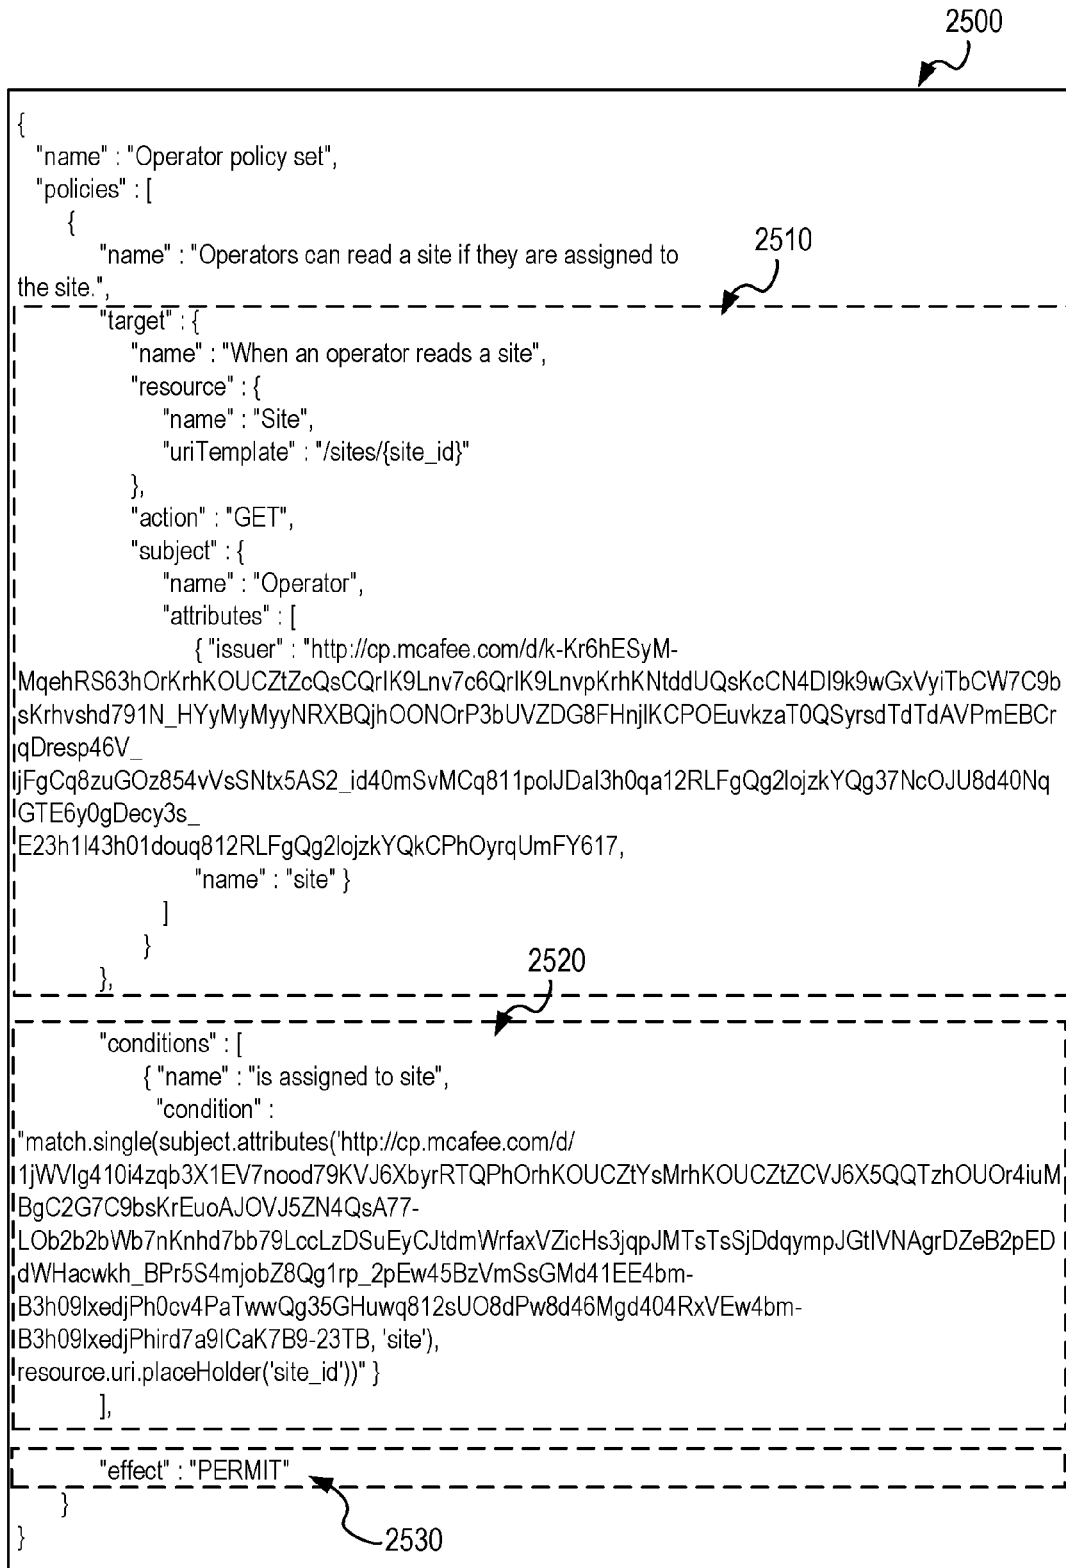 2500
{
"name" : "Operator policy set",
"policies" : [
{
2510
"name" : "Operators can read a site if they are assigned to
the site.",
"target" : {
"name" : "When an operator reads a site",
"resource" : {
"name" : "Site",
"uriTemplate" : "/sites/{site_id}"
},
"action" : "GET",
"subject" : {
"name" : "Operator",
"attributes" : [
{ "issuer" : "http://cp.mcafee.com/d/k-Kr6hESyM-
MqehRS63hOrKrhKOUCZtZcQsCQrIK9Lnv7c6QrIK9LnvpKrhKNtddUQsKcCN4DI9k9wGxVyiTbCW7C9b
sKrhvshd791N_HYyMyMyyNRXBQjhOONOrP3bUVZDG8FHnjIKCPOEuvkzaT0QSyrsdTdTdAVPmEBCr
qDresp46V_
IjFgCq8zuGOz854vVsSNtx5AS2_id40mSvMCq811polJDaI3h0qa12RLFgQg2lojzkYQg37NcOJU8d40Nq
GTE6y0gDecy3s_
E23h1I43h01douq812RLFgQg2lojzkYQkCPhOyrqUmFY617,
"name" : "site" }
]
}
},
2520
"conditions" : [
{ "name" : "is assigned to site",
"condition" :
"match.single(subject.attributes('http://cp.mcafee.com/d/
1jWVIg410i4zqb3X1EV7nood79KVJ6XbyrRTQPhOrhKOUCZtYsMrhKOUCZtZCVJ6X5QQTzhOUOr4iuM
BgC2G7C9bsKrEuoAJOVJ5ZN4QsA77-
LOb2b2bWb7nKnhd7bb79LccLzDSuEyCJtdmWrfaxVZicHs3jqpJMTsTsSjDdqympJGtIVNAgrDZeB2pED
dWHacwkh_BPr5S4mjobZ8Qg1rp_2pEw45BzVmSsGMd41EE4bm-
B3h09lxedjPh0cv4PaTwwQg35GHuwq812sUO8dPw8d46Mgd404RxVEw4bm-
B3h09lxedjPhird7a9ICaK7B9-23TB, 'site'),
resource.uri.placeHolder('site_id'))" }
],
"effect" : "PERMIT"
}
}
2530